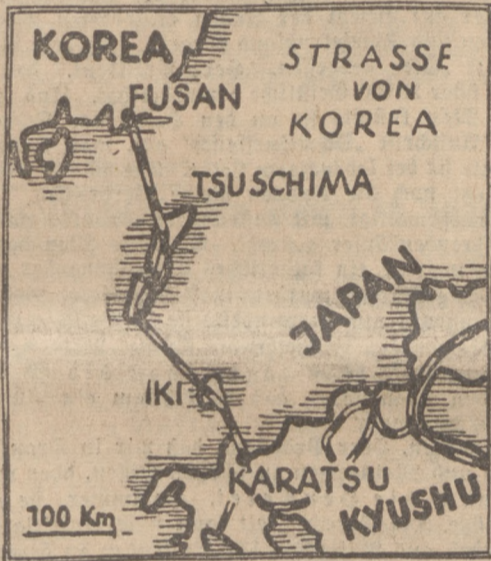 KOREA
STRASSE
VON
KOREA
FUSAN
TSUSCHIMA
JAPAN
IKI
KARATSU
KYUSHU
100 Km